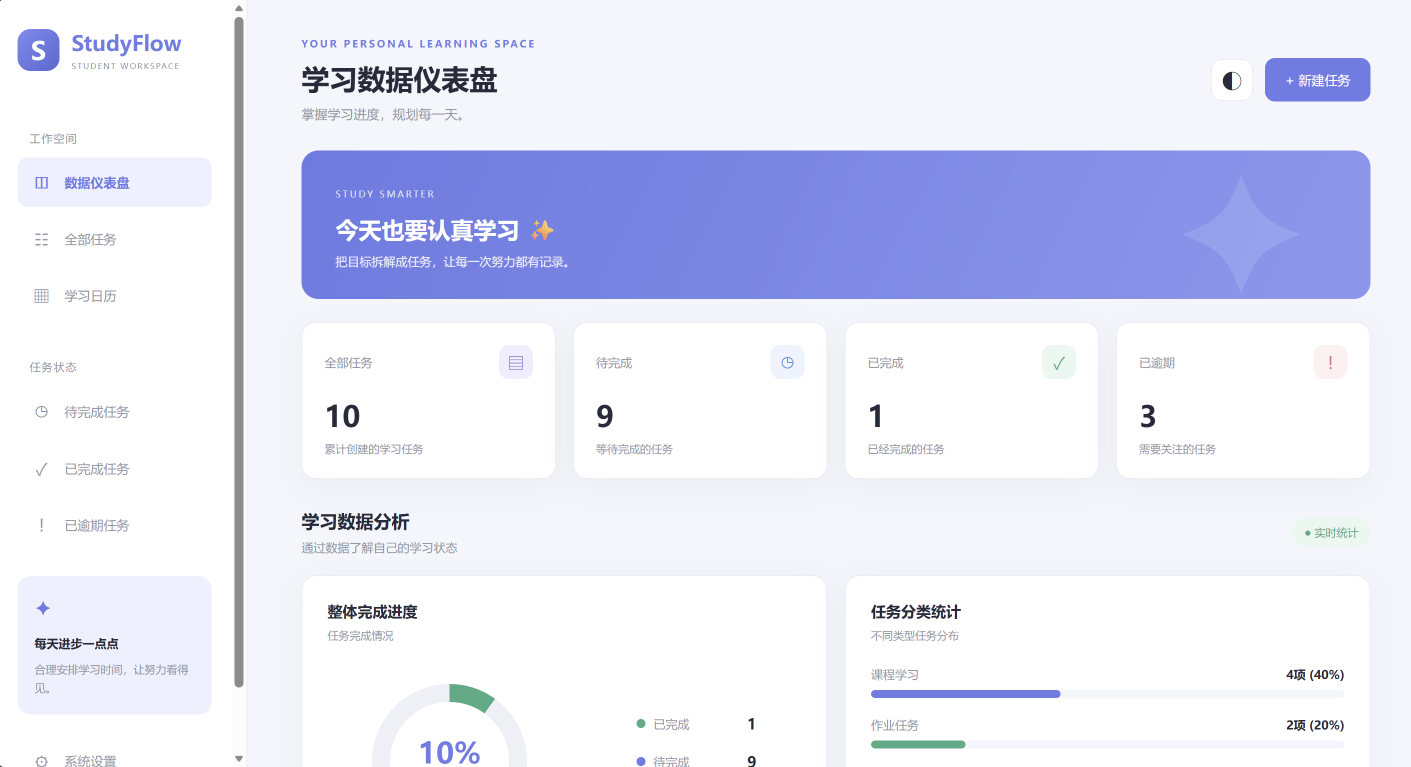 S
StudyFlow
STUDENT WORKSPACE
工作空间
数据仪表盘
全部任务
学习日历
任务状态
待完成任务
已完成任务
! 已逾期任务
每天进步一点点
合理安排学习时间，让努力看得
见。
系统设置
YOUR PERSONAL LEARNING SPACE
学习数据仪表盘
掌握学习进度，规划每一天。
+ 新建任务
STUDY SMARTER
今天也要认真学习 ✨
把目标拆解成任务，让每一次努力都有记录。
全部任务
10
累计创建的学习任务
待完成
9
等待完成的任务
已完成
✓
1
已经完成的任务
已逾期
!
3
需要关注的任务
学习数据分析
通过数据了解自己的学习状态
实时统计
整体完成进度
任务完成情况
10%
已完成 1
待完成 9
任务分类统计
不同类型任务分布
课程学习 4项 (40%)
作业任务 2项 (20%)